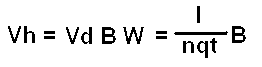 Vh = Vd B W = I/nqt B